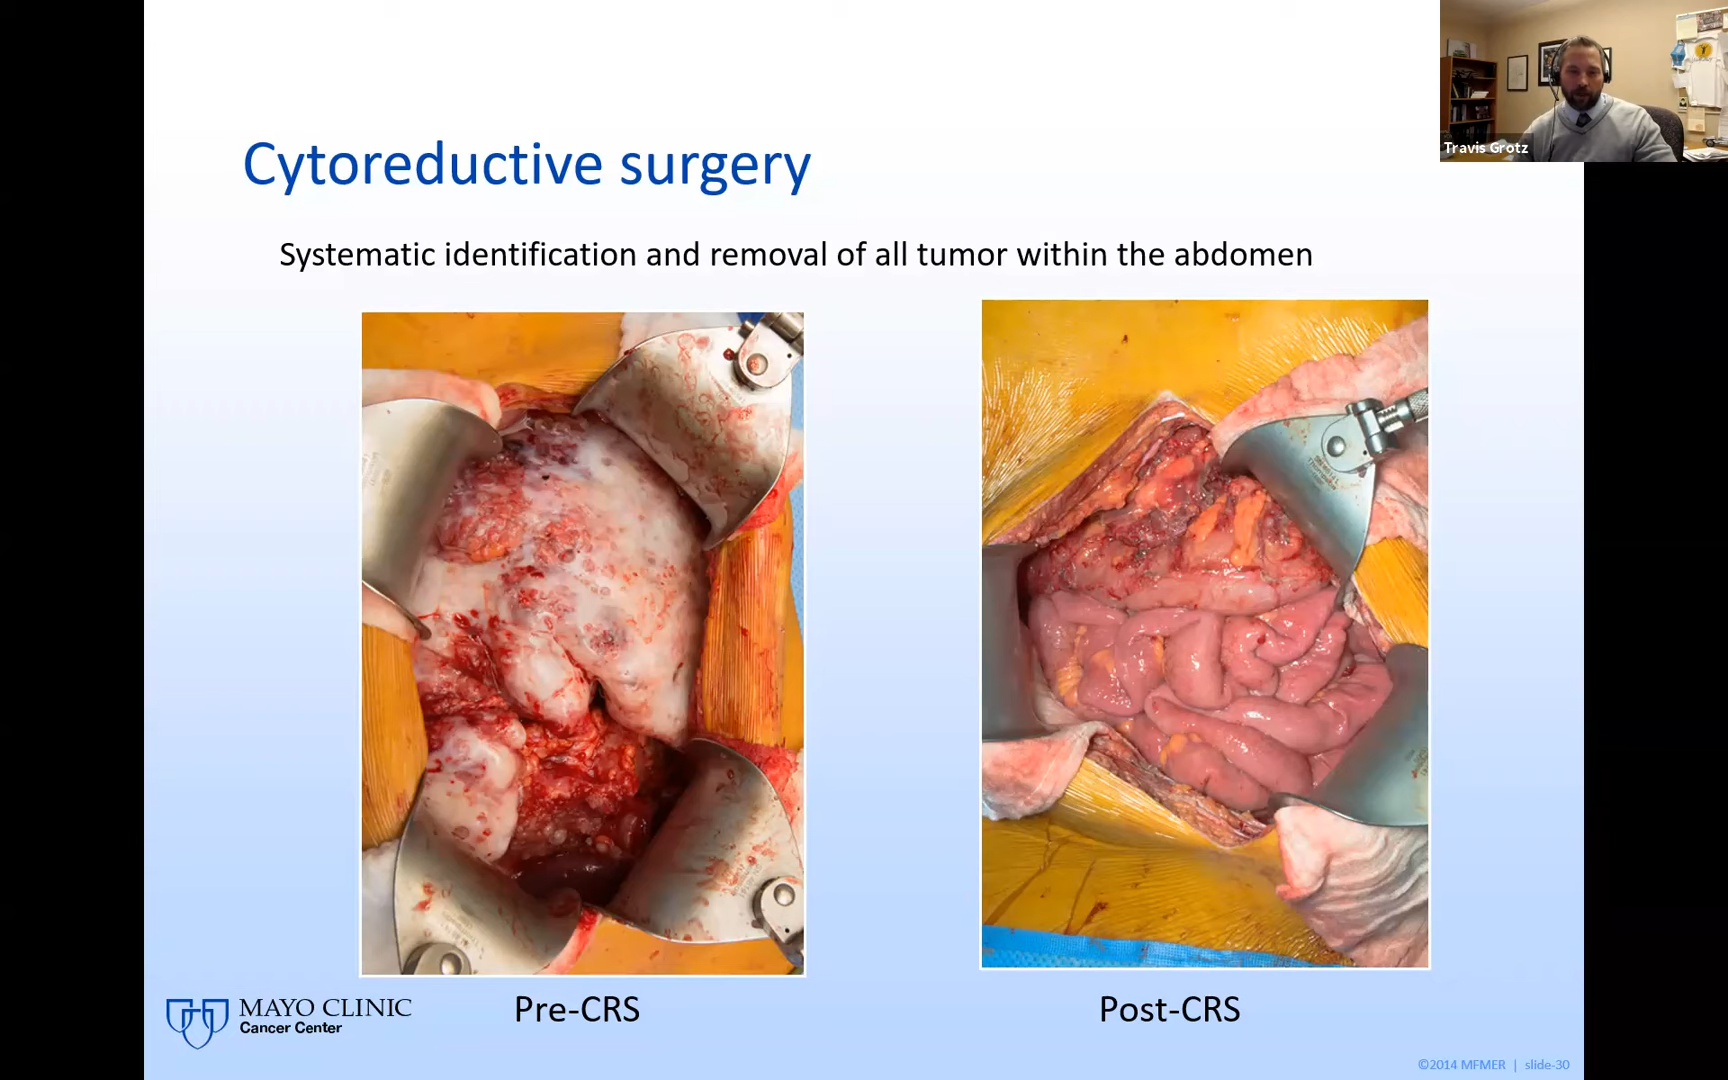 Travis Grotz
Cytoreductive surgery
Systematic identification and removal of all tumor within the abdomen
Pre-CRS
Post-CRS
MAYO CLINIC
Cancer Center
©2014 MFMER | slide-30